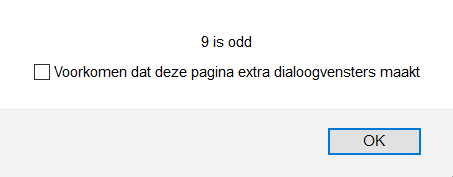 9 is odd
Voorkomen dat deze pagina extra dialoogvensters maakt
OK